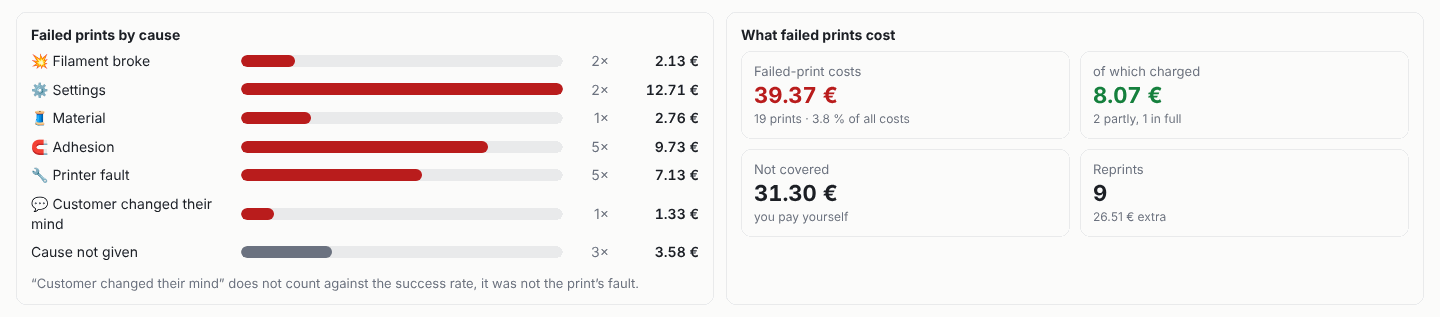 Failed prints by cause
💥 Filament broke 2× 2.13 €
⚙️ Settings 2× 12.71 €
🧵 Material 1× 2.76 €
🧲 Adhesion 5× 9.73 €
🔧 Printer fault 5× 7.13 €
💬 Customer changed their
mind 1× 1.33 €
Cause not given 3× 3.58 €
“Customer changed their mind” does not count against the success rate, it was not the print’s fault.
What failed prints cost
Failed-print costs
39.37 €
19 prints · 3.8 % of all costs
of which charged
8.07 €
2 partly, 1 in full
Not covered
31.30 €
you pay yourself
Reprints
9
26.51 € extra